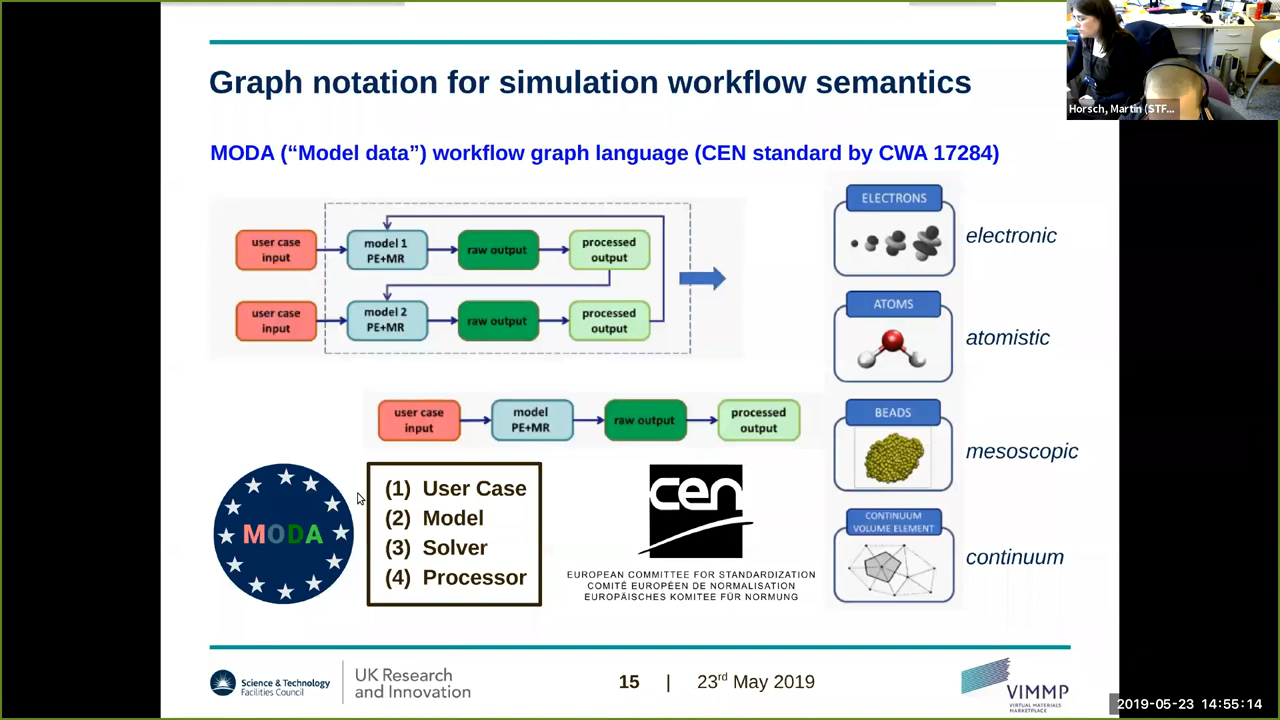 Graph notation for simulation workflow semantics
Horsch, Martin (STF...
MODA (“Model data”) workflow graph language (CEN standard by CWA 17284)
user case
input
model 1
PE+MR
raw output
processed
output
user case
input
model 2
PE+MR
raw output
processed
output
user case
input
model
PE+MR
raw output
processed
output
ELECTRONS
electronic
ATOMS
atomistic
BEADS
mesoscopic
CONTINUUM
VOLUME ELEMENT
continuum
MODA
(1) User Case
(2) Model
(3) Solver
(4) Processor
cen
EUROPEAN COMMITTEE FOR STANDARDIZATION
COMITÉ EUROPÉEN DE NORMALISATION
EUROPÄISCHES KOMITEE FÜR NORMUNG
Science & Technology
Facilities Council
UK Research
and Innovation
15 | 23rd May 2019
VIMMP
VIRTUAL MATERIALS
MARKETPLACE
2019-05-23 14:55:14